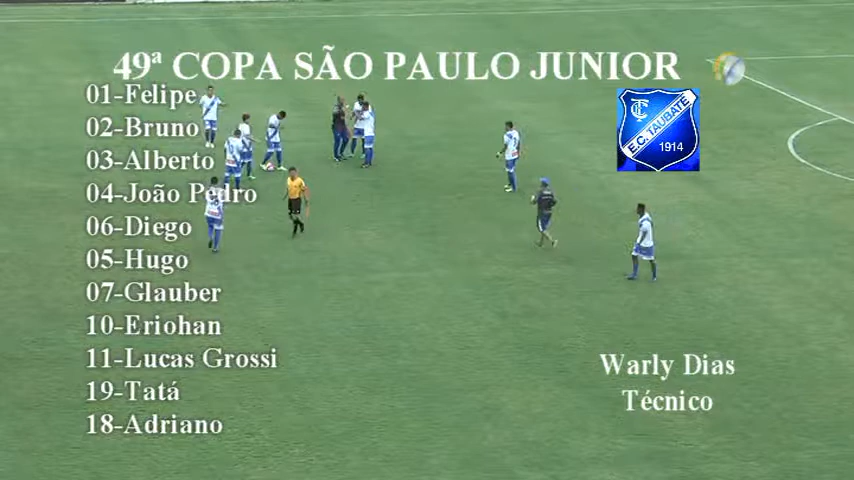 49ª COPA SÃO PAULO JUNIOR
01-Felipe
02-Bruno
03-Alberto
04-João Pedro
06-Diego
05-Hugo
07-Glauber
10-Eriohan
11-Lucas Grossi
19-Tatá
18-Adriano
TC
E.C. TAUBATÉ
1914
Warly Dias
Técnico